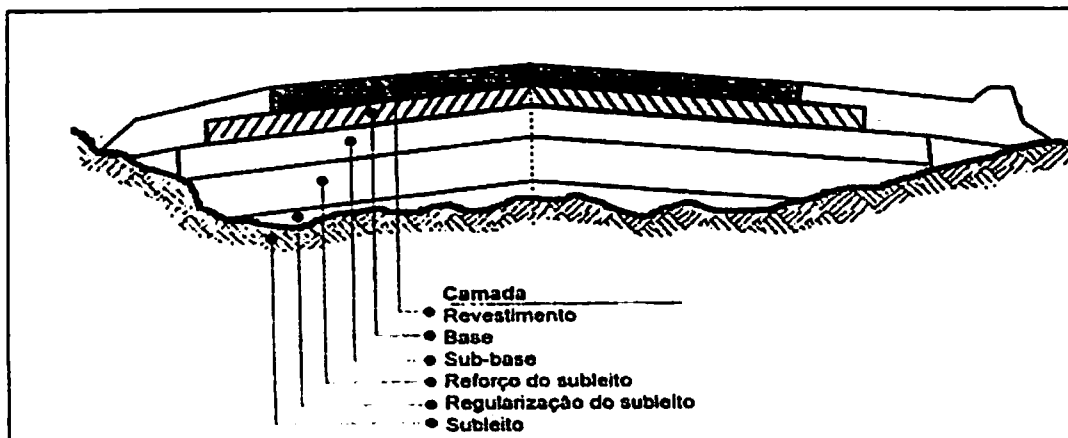 Camada
Revestimento
Base
Sub-base
Reforço do subleito
Regularização do subleito
Subleito